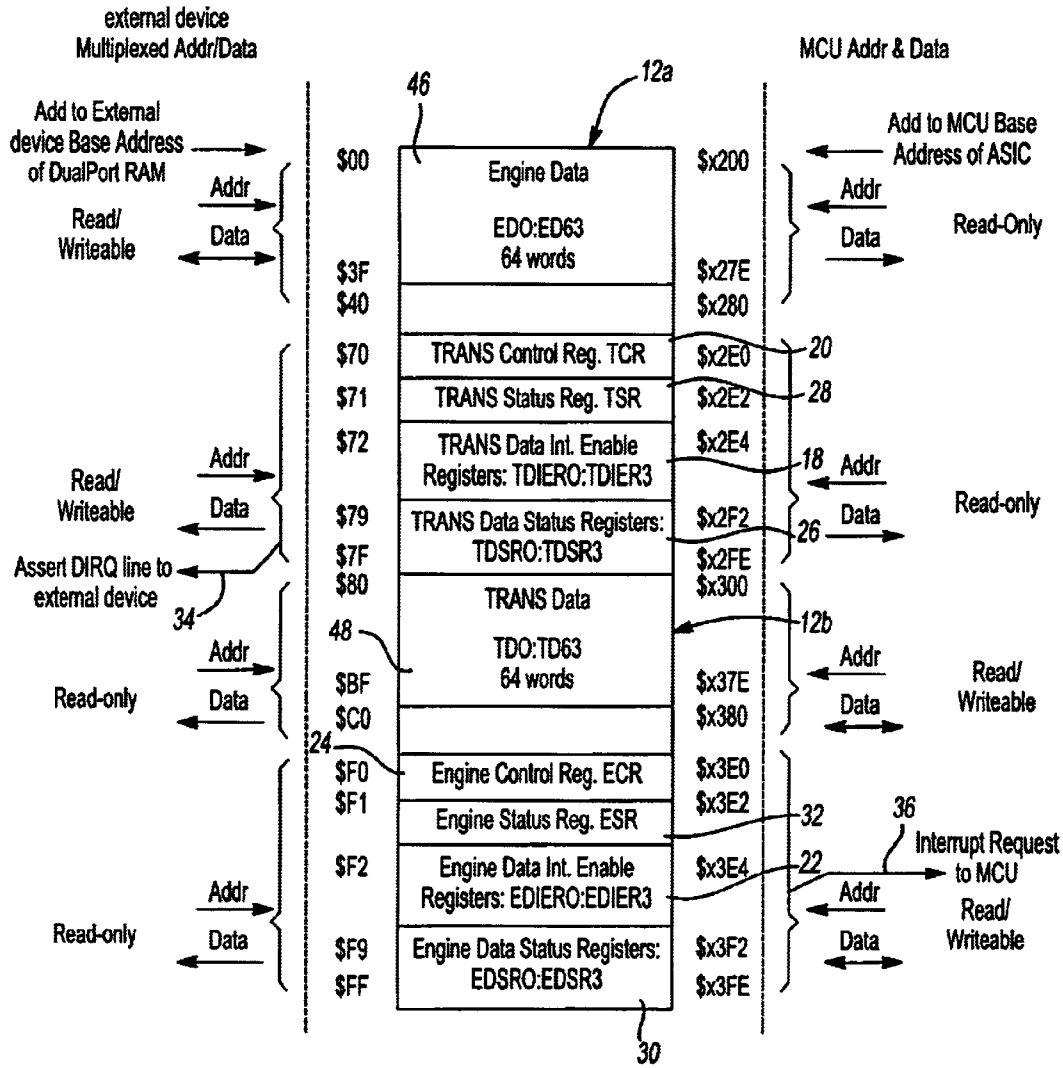 external device
Multiplexed Addr/Data
MCU Addr & Data
46
12a
Add to External
device Base Address
of DualPort RAM
$00
Engine Data
$x200
Add to MCU Base
Address of ASIC
Addr
Read/
Writeable
Data
EDO:ED63
64 words
Addr
Data
Read-Only
$3F
$x27E
$40
$x280
$70
TRANS Control Reg. TCR
$x2E0
20
$71
TRANS Status Reg. TSR
$x2E2
28
$72
TRANS Data Int. Enable
Registers: TDIERO:TDIER3
$x2E4
18
Addr
Read/
Writeable
Data
Addr
Data
Read-only
$79
TRANS Data Status Registers:
TDSRO:TDSR3
$x2F2
26
$7F
$x2FE
Assert DIRQ line to
external device
34
$80
TRANS Data
$x300
12b
48
TDO:TD63
64 words
Addr
Read-only
Data
Addr
Data
Read/
Writeable
$BF
$x37E
$C0
$x380
24
$F0
Engine Control Reg. ECR
$x3E0
$F1
Engine Status Reg. ESR
$x3E2
32
36
Interrupt Request
to MCU
$F2
Engine Data Int. Enable
Registers: EDIERO:EDIER3
$x3E4
22
Addr
Read-only
Data
Addr
Data
Read/
Writeable
$F9
Engine Data Status Registers:
EDSRO:EDSR3
$x3F2
$FF
$x3FE
30